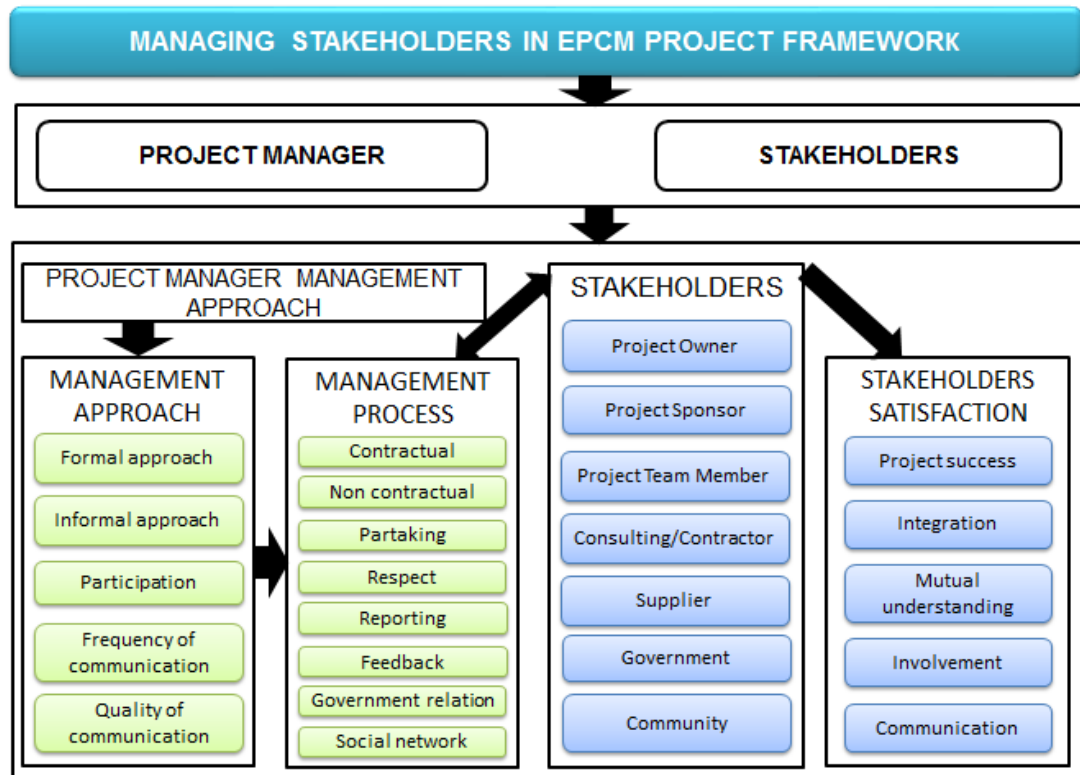 MANAGING STAKEHOLDERS IN EPCM PROJECT FRAMEWORK
PROJECT MANAGER
STAKEHOLDERS
PROJECT MANAGER MANAGEMENT
APPROACH
MANAGEMENT
APPROACH
Formal approach
Informal approach
Participation
Frequency of
communication
Quality of
communication
MANAGEMENT
PROCESS
Contractual
Non contractual
Partaking
Respect
Reporting
Feedback
Government relation
Social network
STAKEHOLDERS
Project Owner
Project Sponsor
Project Team Member
Consulting/Contractor
Supplier
Government
Community
STAKEHOLDERS
SATISFACTION
Project success
Integration
Mutual
understanding
Involvement
Communication